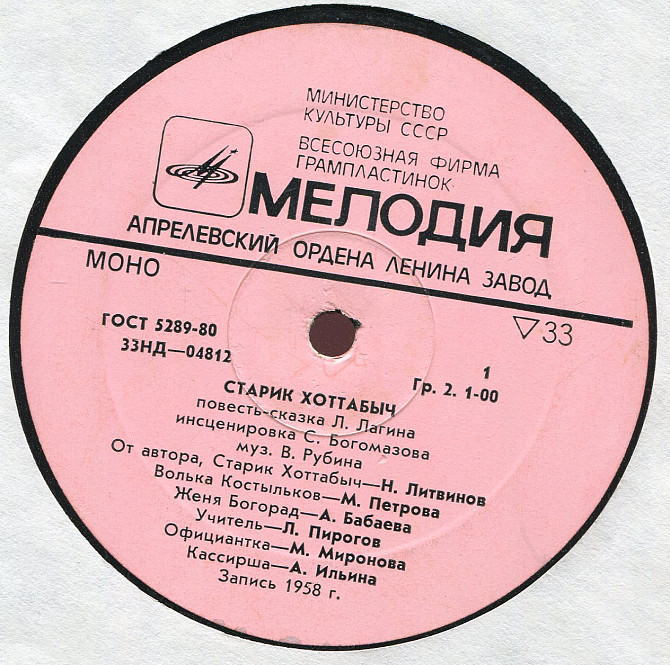 МИНИСТЕРСТВО
КУЛЬТУРЫ СССР
ВСЕСОЮЗНАЯ ФИРМА
ГРАМПЛАСТИНОК
МЕЛОДИЯ
АПРЕЛЕВСКИЙ ОРДЕНА ЛЕНИНА ЗАВОД
МОНО
▽33
ГОСТ 5289-80
33НД—04812
1
Гр. 2. 1-00
СТАРИК ХОТТАБЫЧ
повесть-сказка Л. Лагина
инсценировка С. Богомазова
муз. В. Рубина
От автора, Старик Хоттабыч—Н. Литвинов
Волька Костыльков—М. Петрова
Женя Богорад—А. Бабаева
Учитель—Л. Пирогов
Официантка—М. Миронова
Кассирша—А. Ильина
Запись 1958 г.